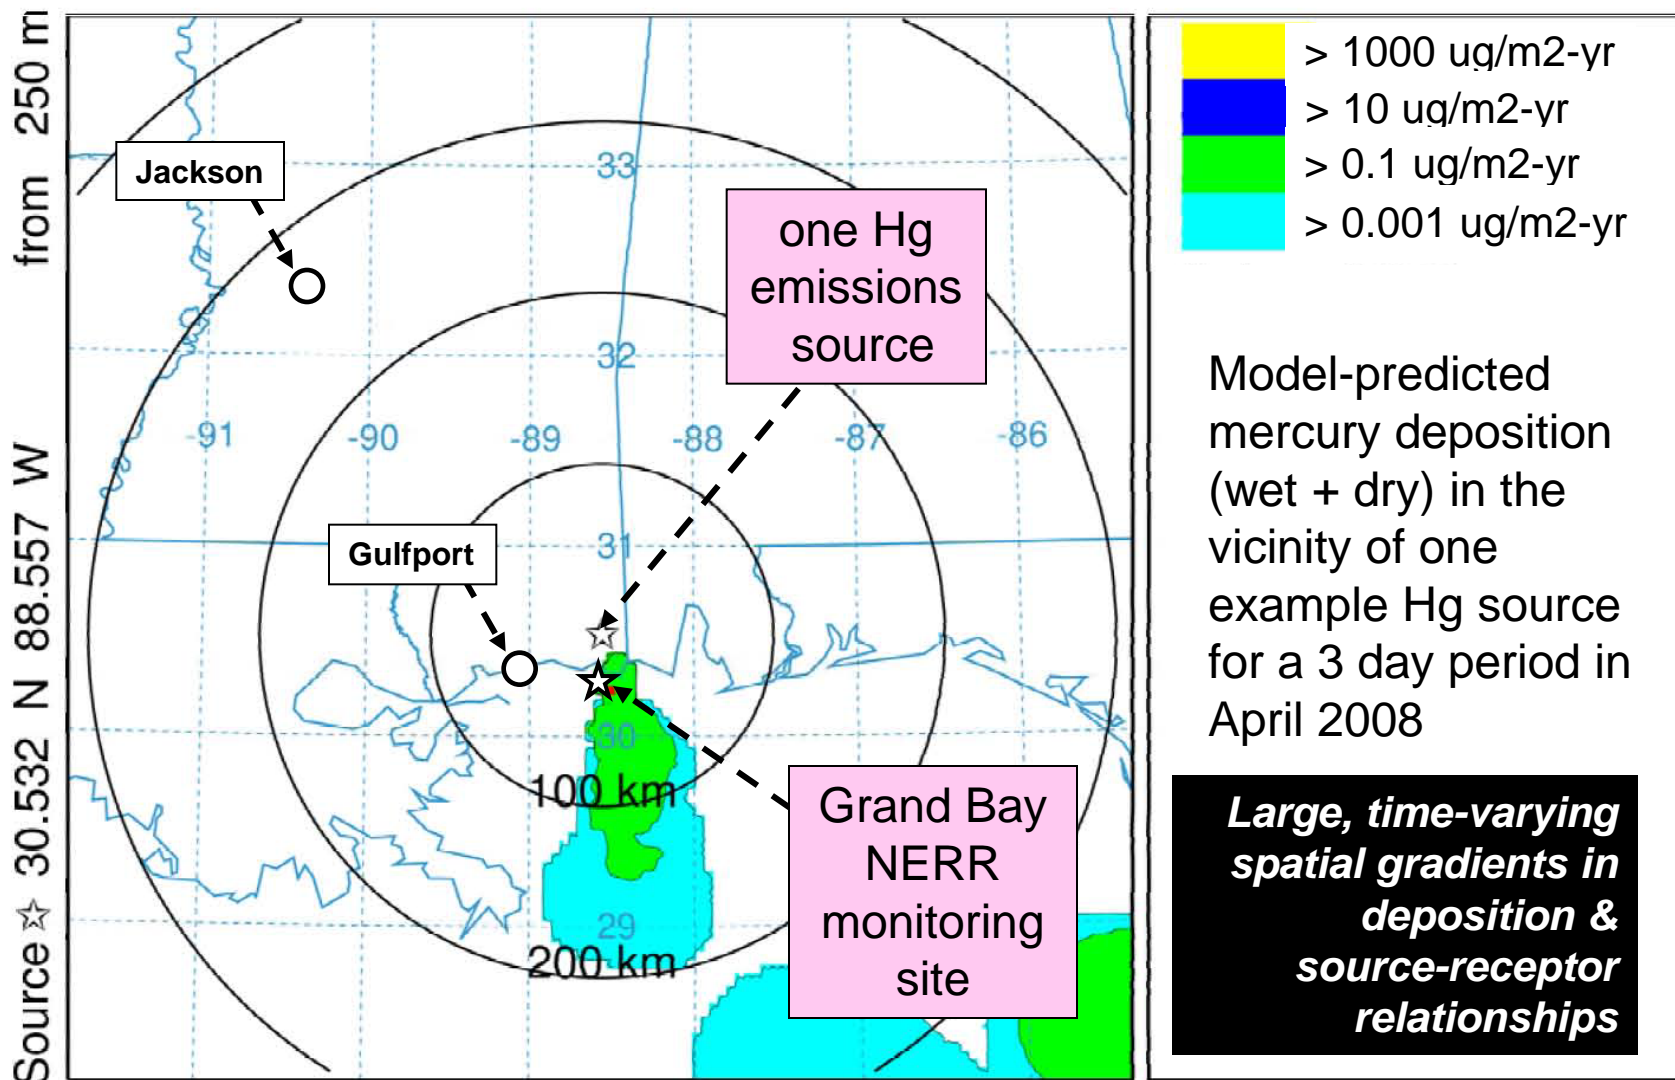 Source ☆ 30.532 N 88.557 W from 250 m
Jackson
33
one Hg
emissions
source
32
-91
-90
-89
-88
-87
-86
Gulfport
31
30
100 km
Grand Bay
NERR
monitoring
site
29
200 km
> 1000 ug/m2-yr
> 10 ug/m2-yr
> 0.1 ug/m2-yr
> 0.001 ug/m2-yr
Model-predicted
mercury deposition
(wet + dry) in the
vicinity of one
example Hg source
for a 3 day period in
April 2008
Large, time-varying
spatial gradients in
deposition &
source-receptor
relationships